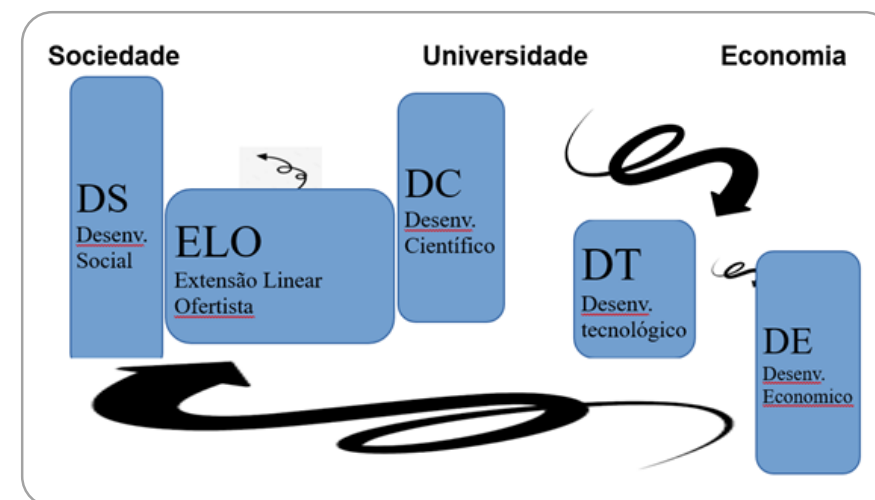 Sociedade
Universidade
Economia
DS
Desenv.
Social
ELO
Extensão Linear
Ofertista
DC
Desenv.
Científico
DT
Desenv.
tecnológico
DE
Desenv.
Economico